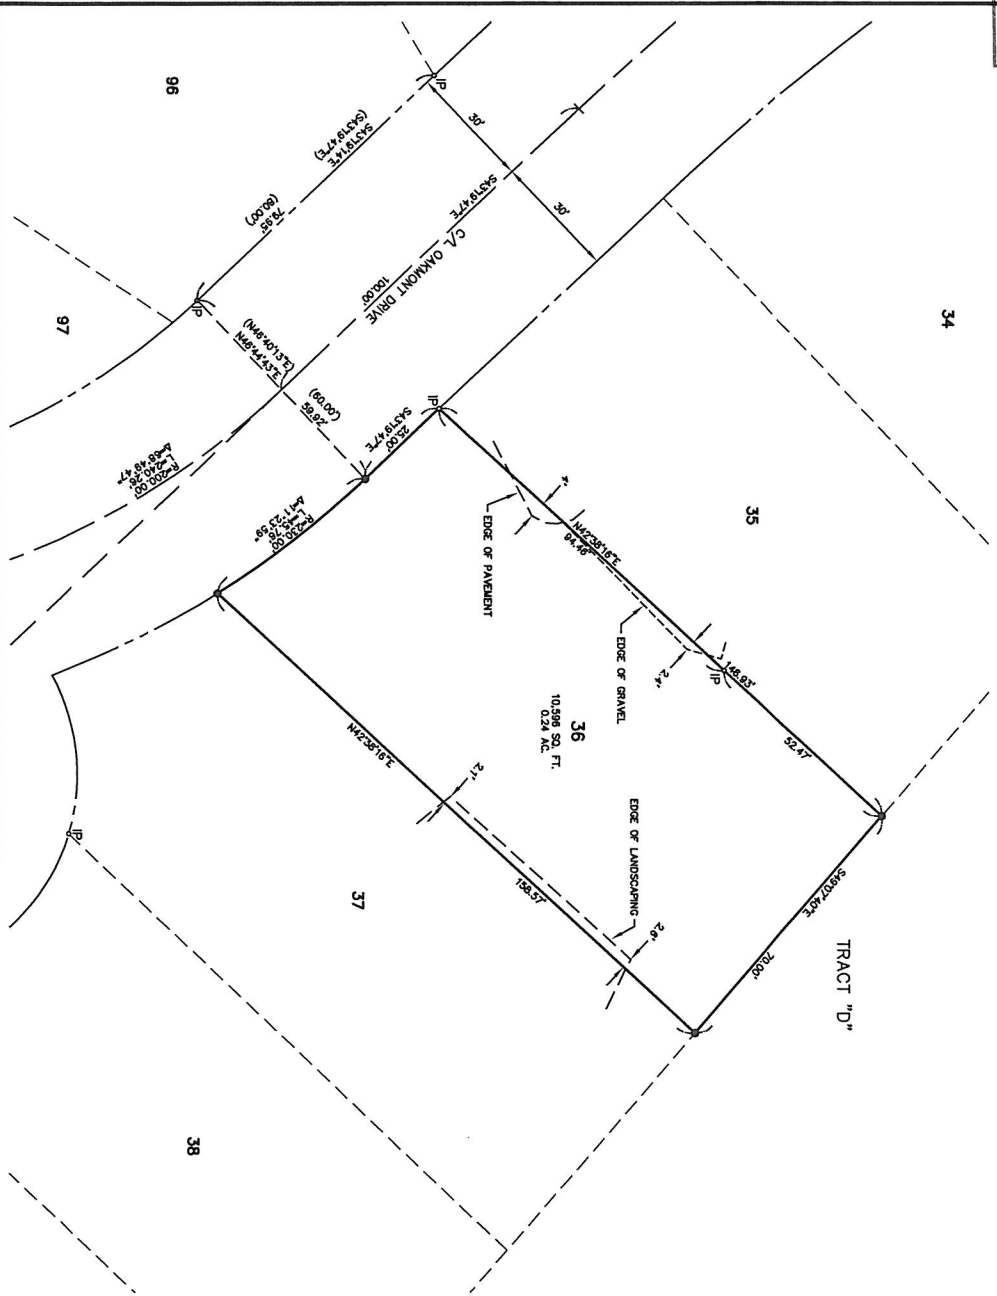 96
IP
30'
30'
S43°19'14"E
(S43°19'47"E)
79.95'
(80.00')
S43°19'47"E
C/L OAKMONT DRIVE
100.00'
34
97
IP
(N46°40'13"E)
N46°44'43"E
(60.00')
59.92'
IP
S43°19'47"E
25.00'
R=200.00'
L=240.26'
Δ=68°49'47"
R=230.00'
L=45.76'
Δ=11°23'59"
35
4'
N42°38'16"E
94.46'
EDGE OF PAVEMENT
EDGE OF GRAVEL
2.4'
IP
146.93'
52.47'
36
10,596 SQ. FT.
0.24 AC.
N42°38'16"E
2.1'
158.57'
EDGE OF LANDSCAPING
2.6'
S49°07'40"E
70.00'
TRACT "D"
IP
37
38